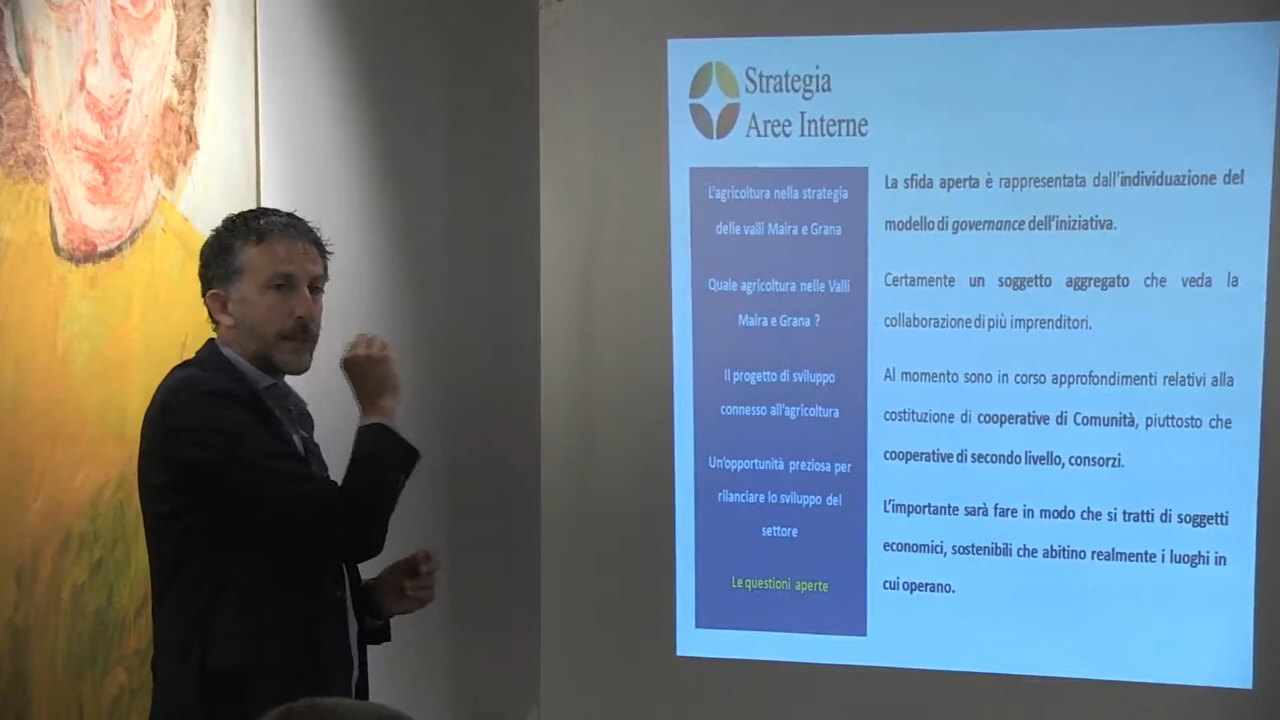 Strategia
Aree Interne
L'agricoltura nella strategia
delle valli Maira e Grana
Quale agricoltura nelle Valli
Maira e Grana ?
Il progetto di sviluppo
connesso all'agricoltura
Un'opportunità preziosa per
rilanciare lo sviluppo del
settore
Le questioni aperte
La sfida aperta è rappresentata dall'individuazione del
modello di governance dell'iniziativa.
Certamente un soggetto aggregato che veda la
collaborazione di più imprenditori.
Al momento sono in corso approfondimenti relativi alla
costituzione di cooperative di Comunità, piuttosto che
cooperative di secondo livello, consorzi.
L'importante sarà fare in modo che si tratti di soggetti
economici, sostenibili che abitino realmente i luoghi in
cui operano.